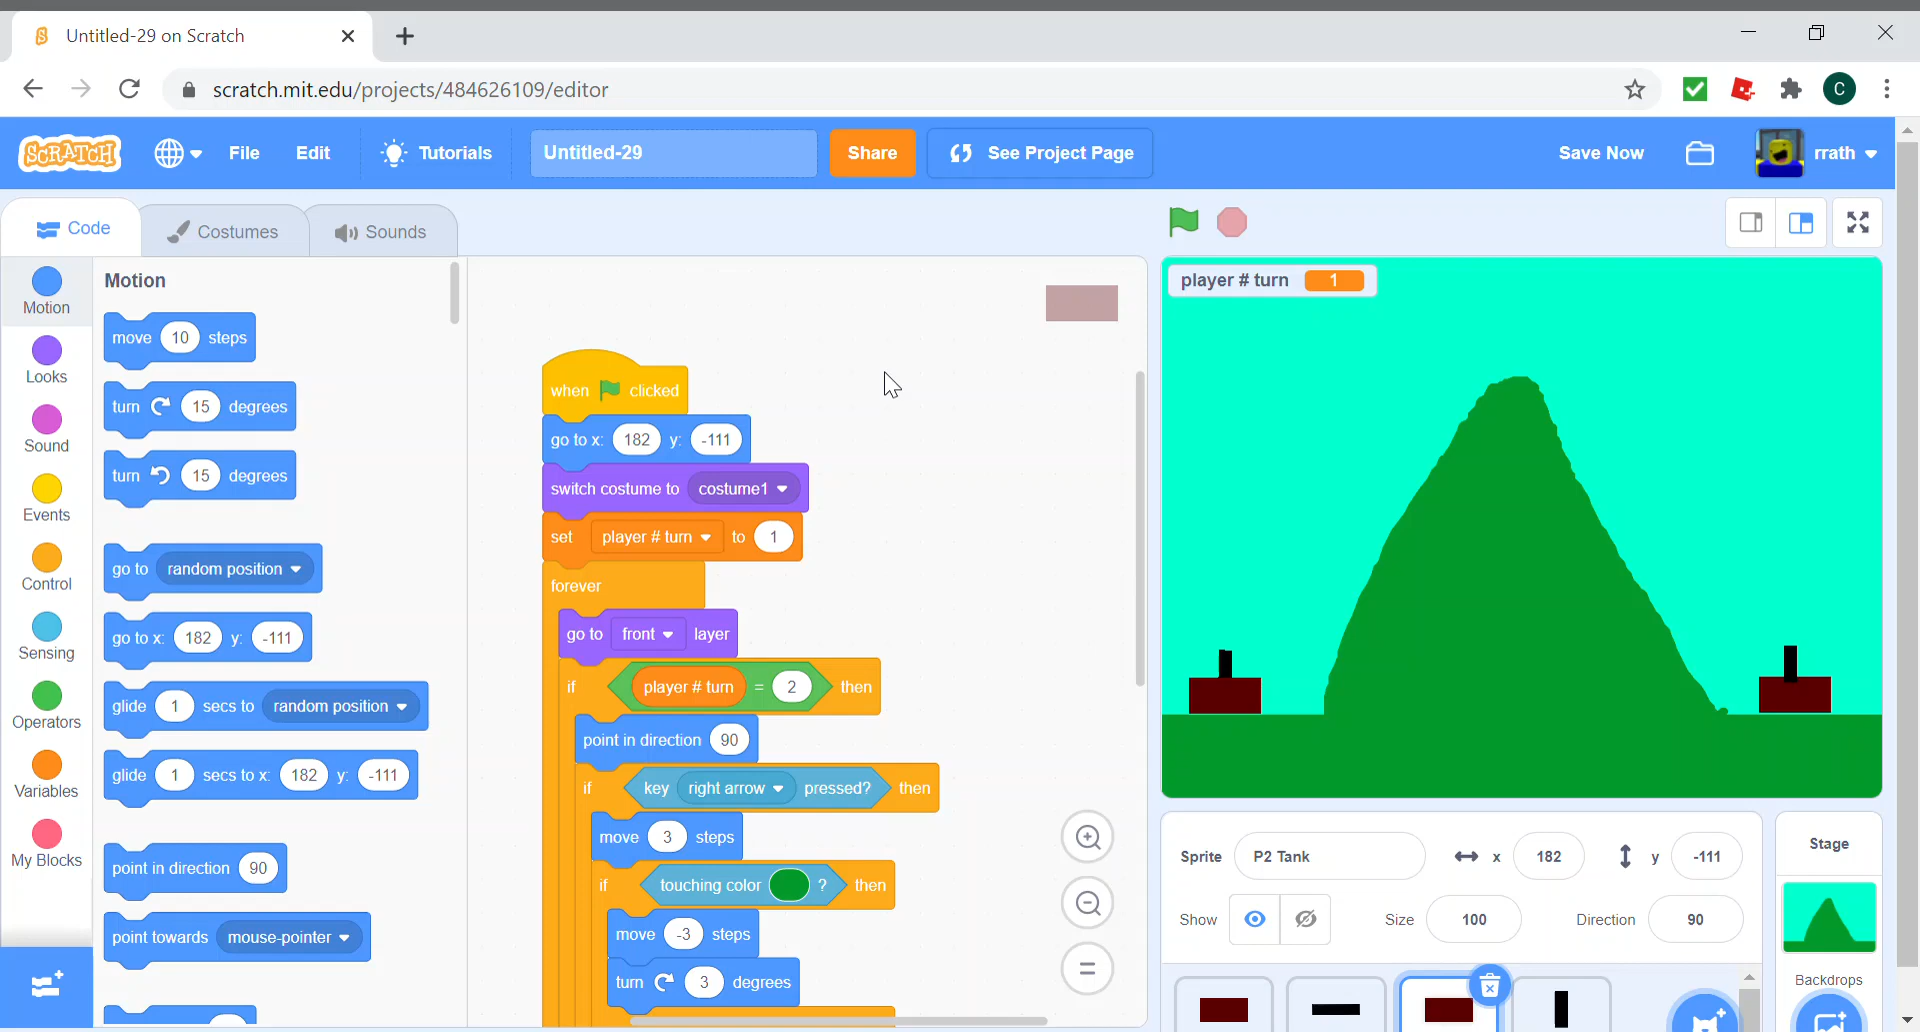 Untitled-29 on Scratch
scratch.mit.edu/projects/484626109/editor
C
SCRATCH
File
Edit
Tutorials
Untitled-29
Share
See Project Page
Save Now
rrath
Code
Costumes
Sounds
Motion
Looks
Sound
Events
Control
Sensing
Operators
Variables
My Blocks
Motion
move 10 steps
turn 15 degrees
turn 15 degrees
go to random position
go to x: 182 y: -111
glide 1 secs to random position
glide 1 secs to x: 182 y: -111
point in direction 90
point towards mouse-pointer
when clicked
go to x: 182 y: -111
switch costume to costume1
set player # turn to 1
forever
go to front layer
if player # turn = 2 then
point in direction 90
if key right arrow pressed? then
move 3 steps
if touching color ? then
move -3 steps
turn 3 degrees
player # turn 1
Sprite P2 Tank x 182 y -111
Show Size 100 Direction 90
Stage
Backdrops